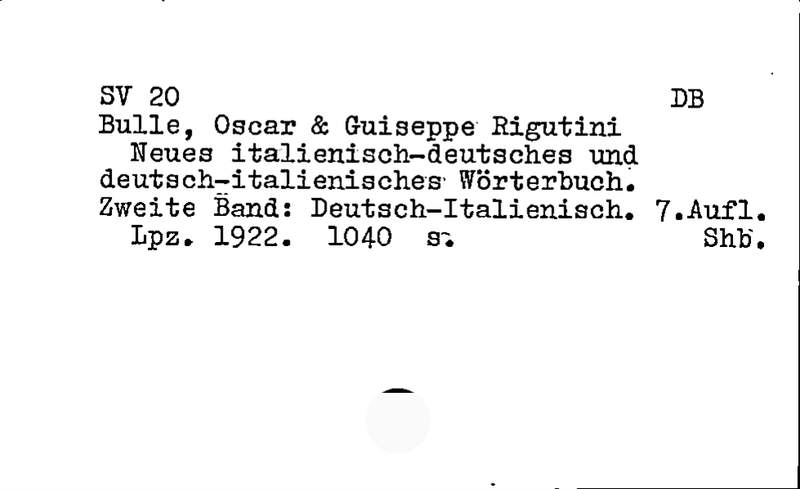 SV 20 DB
Bulle, Oscar & Guiseppe Rigutini
Neues italienisch-deutsches und
deutsch-italienisches Wörterbuch.
Zweite Band: Deutsch-Italienisch. 7.Aufl.
Lpz. 1922. 1040 s.
Shb.